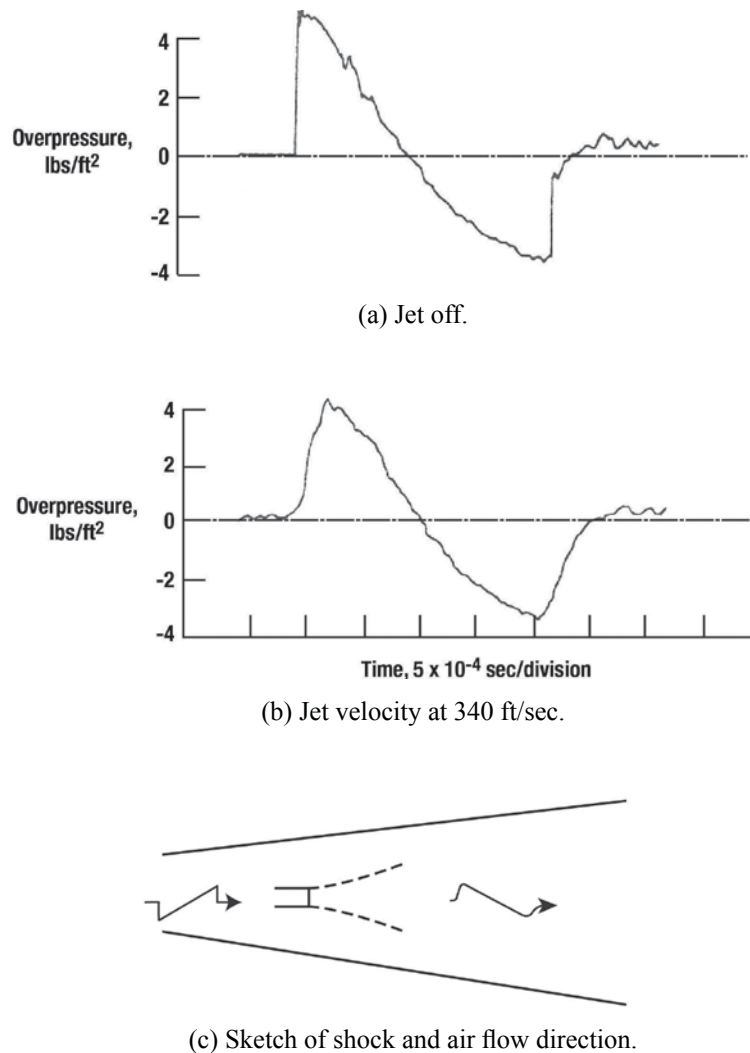 4
2
Overpressure,
lbs/ft²
0
-2
-4
(a) Jet off.
4
2
Overpressure,
lbs/ft²
0
-2
-4
Time, 5 x 10⁻⁴ sec/division
(b) Jet velocity at 340 ft/sec.
(c) Sketch of shock and air flow direction.